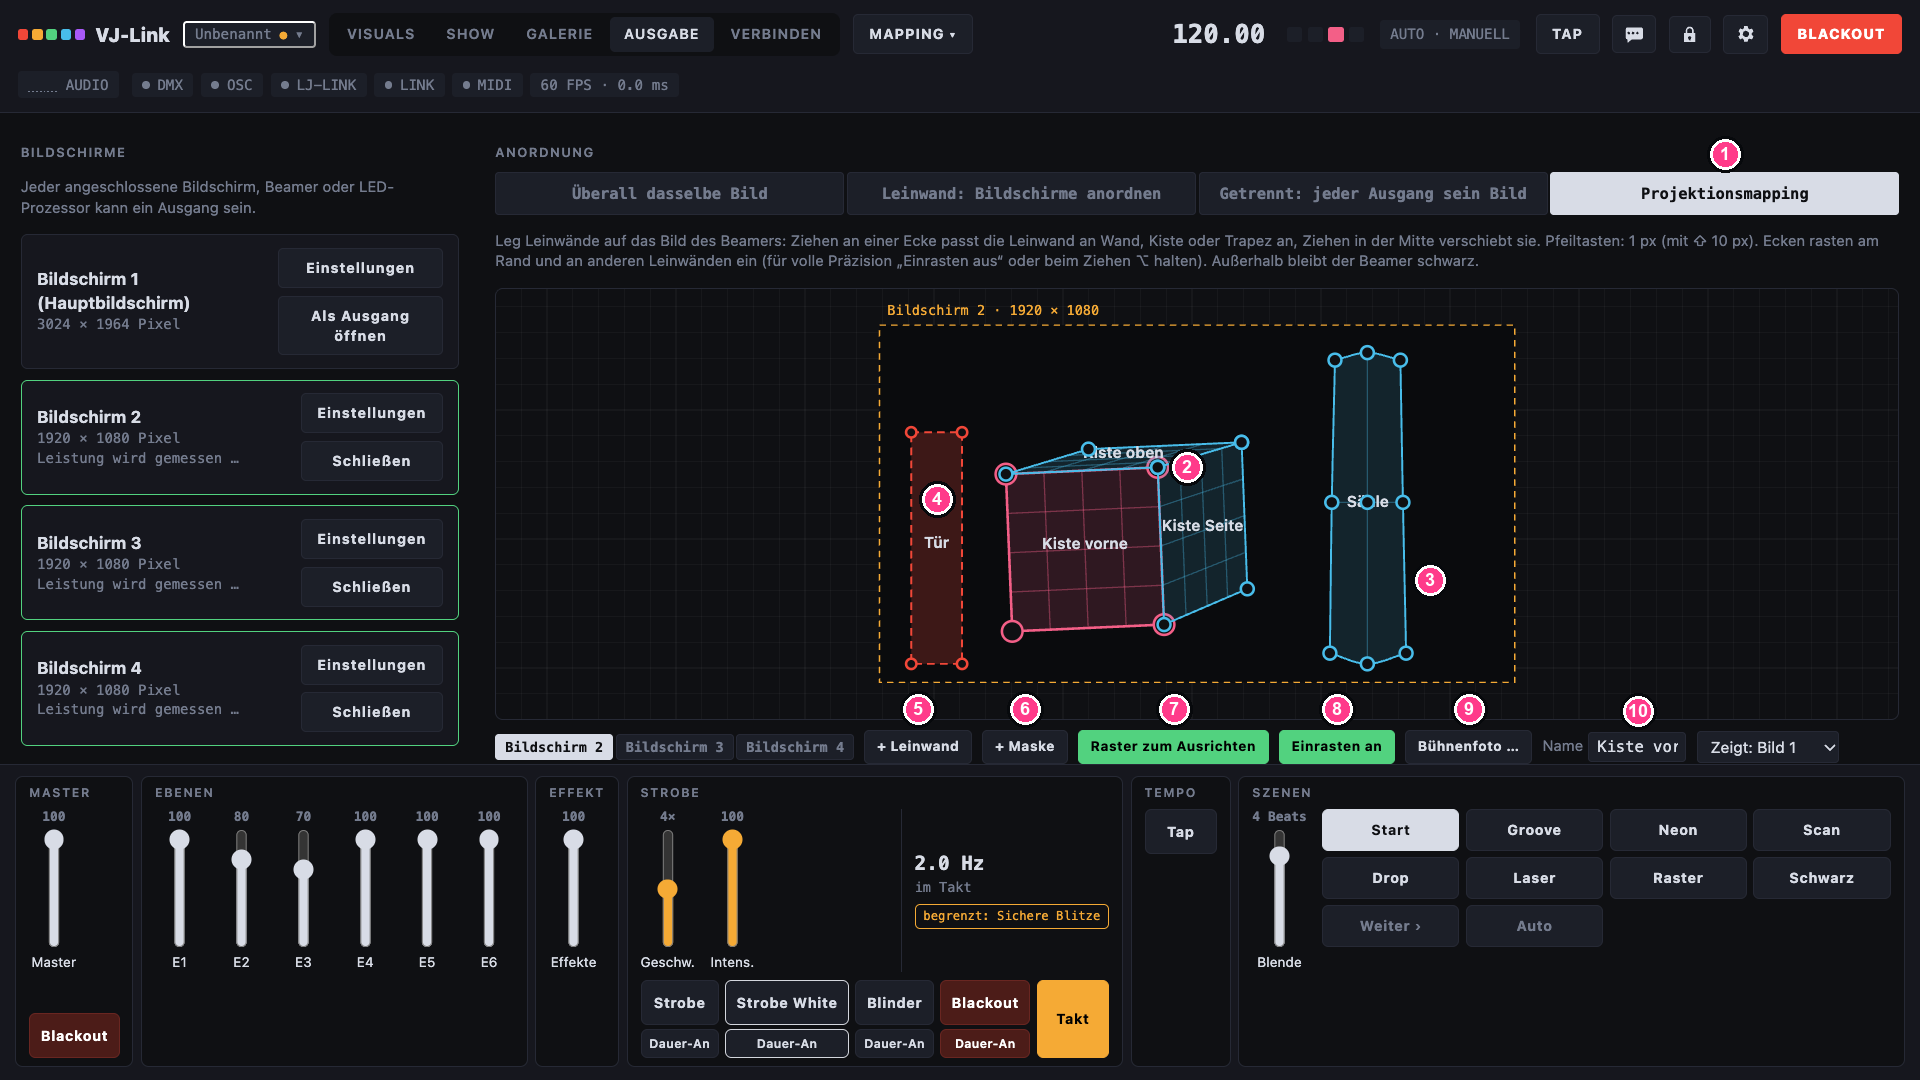 VJ-Link
Unbenannt ● ▾
VISUALS
SHOW
GALERIE
AUSGABE
VERBINDEN
MAPPING ▾
120.00
AUTO · MANUELL
TAP
BLACKOUT
AUDIO
DMX
OSC
LJ-LINK
LINK
MIDI
60 FPS · 0.0 ms
BILDSCHIRME
Jeder angeschlossene Bildschirm, Beamer oder LED-
Prozessor kann ein Ausgang sein.
Bildschirm 1
(Hauptbildschirm)
3024 × 1964 Pixel
Einstellungen
Als Ausgang
öffnen
Bildschirm 2
1920 × 1080 Pixel
Leistung wird gemessen …
Einstellungen
Schließen
Bildschirm 3
1920 × 1080 Pixel
Leistung wird gemessen …
Einstellungen
Schließen
Bildschirm 4
1920 × 1080 Pixel
Leistung wird gemessen …
Einstellungen
Schließen
ANORDNUNG
1
Überall dasselbe Bild
Leinwand: Bildschirme anordnen
Getrennt: jeder Ausgang sein Bild
Projektionsmapping
Leg Leinwände auf das Bild des Beamers: Ziehen an einer Ecke passt die Leinwand an Wand, Kiste oder Trapez an, Ziehen in der Mitte verschiebt sie. Pfeiltasten: 1 px (mit ⇧ 10 px). Ecken rasten am
Rand und an anderen Leinwänden ein (für volle Präzision „Einrasten aus“ oder beim Ziehen ⌥ halten). Außerhalb bleibt der Beamer schwarz.
Bildschirm 2 · 1920 × 1080
oben
2
4
Kiste Seite
Tür
Kiste vorne
3
5
6
7
8
9
10
Bildschirm 2
Bildschirm 3
Bildschirm 4
+ Leinwand
+ Maske
Raster zum Ausrichten
Einrasten an
Bühnenfoto ...
Name
Kiste vor
Zeigt: Bild 1
MASTER
100
Master
Blackout
EBENEN
100
80
70
100
100
100
E1
E2
E3
E4
E5
E6
EFFEKT
100
Effekte
STROBE
4×
100
Geschw.
Intens.
2.0 Hz
im Takt
begrenzt: Sichere Blitze
Strobe
Strobe White
Blinder
Blackout
Takt
Dauer-An
Dauer-An
Dauer-An
Dauer-An
TEMPO
Tap
SZENEN
4 Beats
Blende
Start
Groove
Neon
Scan
Drop
Laser
Raster
Schwarz
Weiter ›
Auto